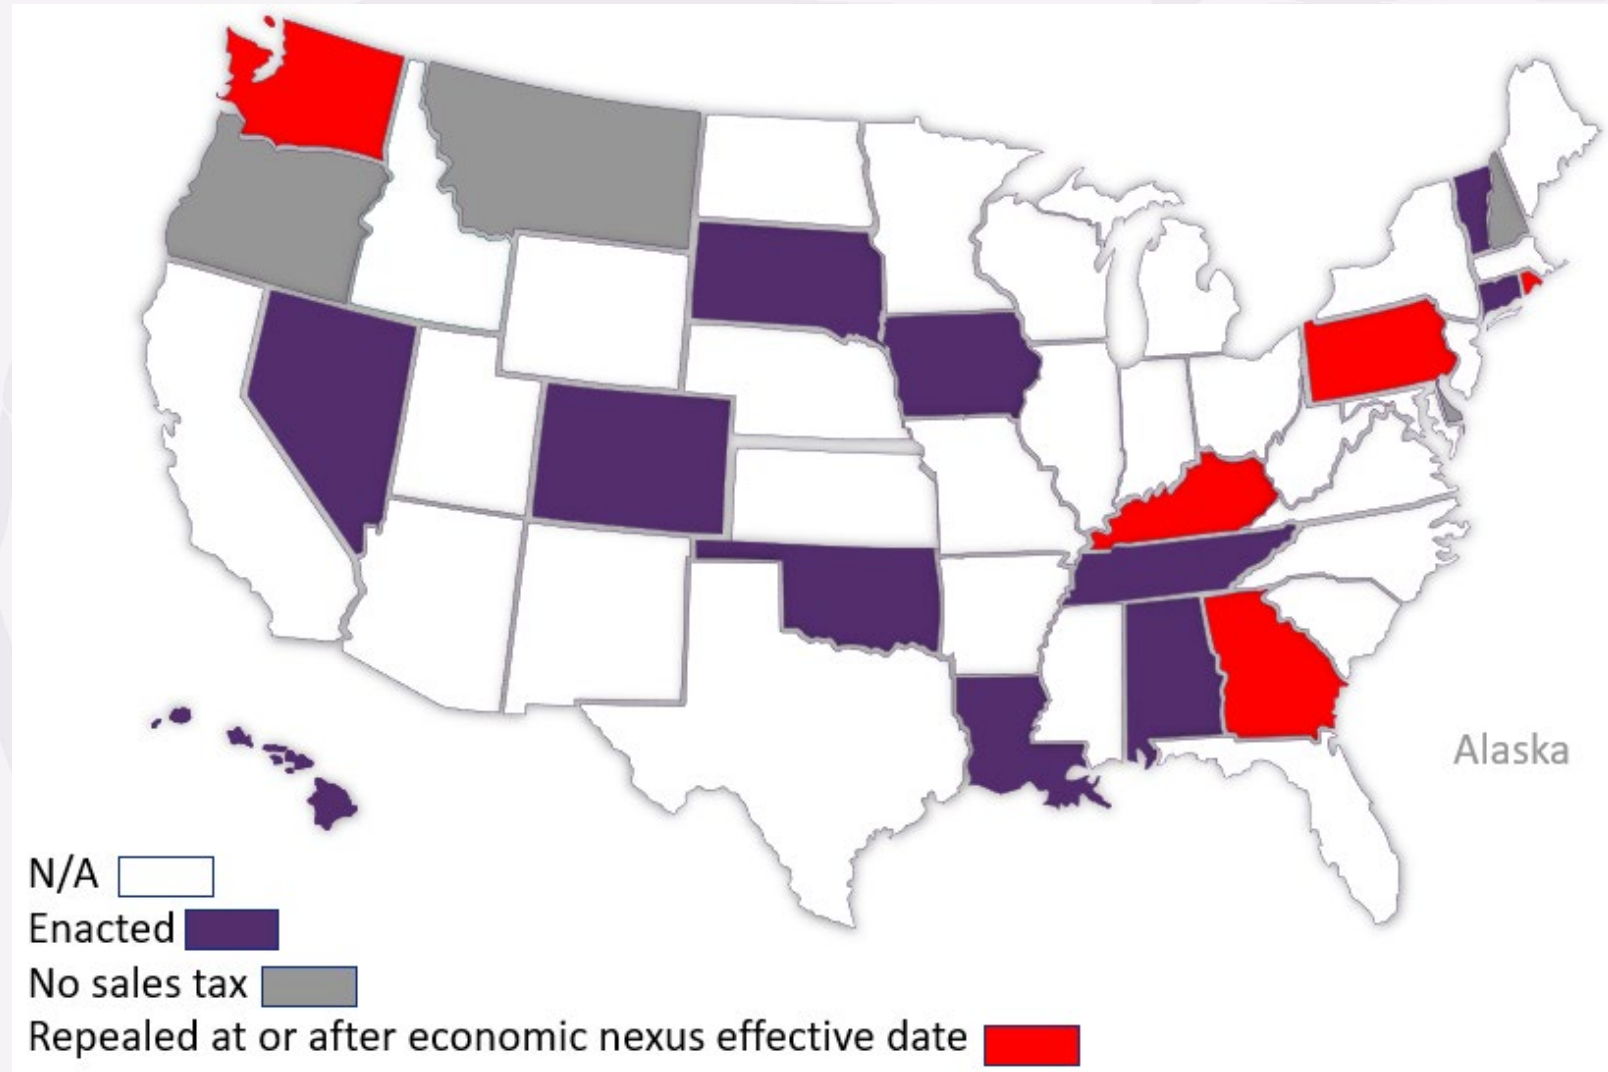 Alaska
N/A
Enacted
No sales tax
Repealed at or after economic nexus effective date